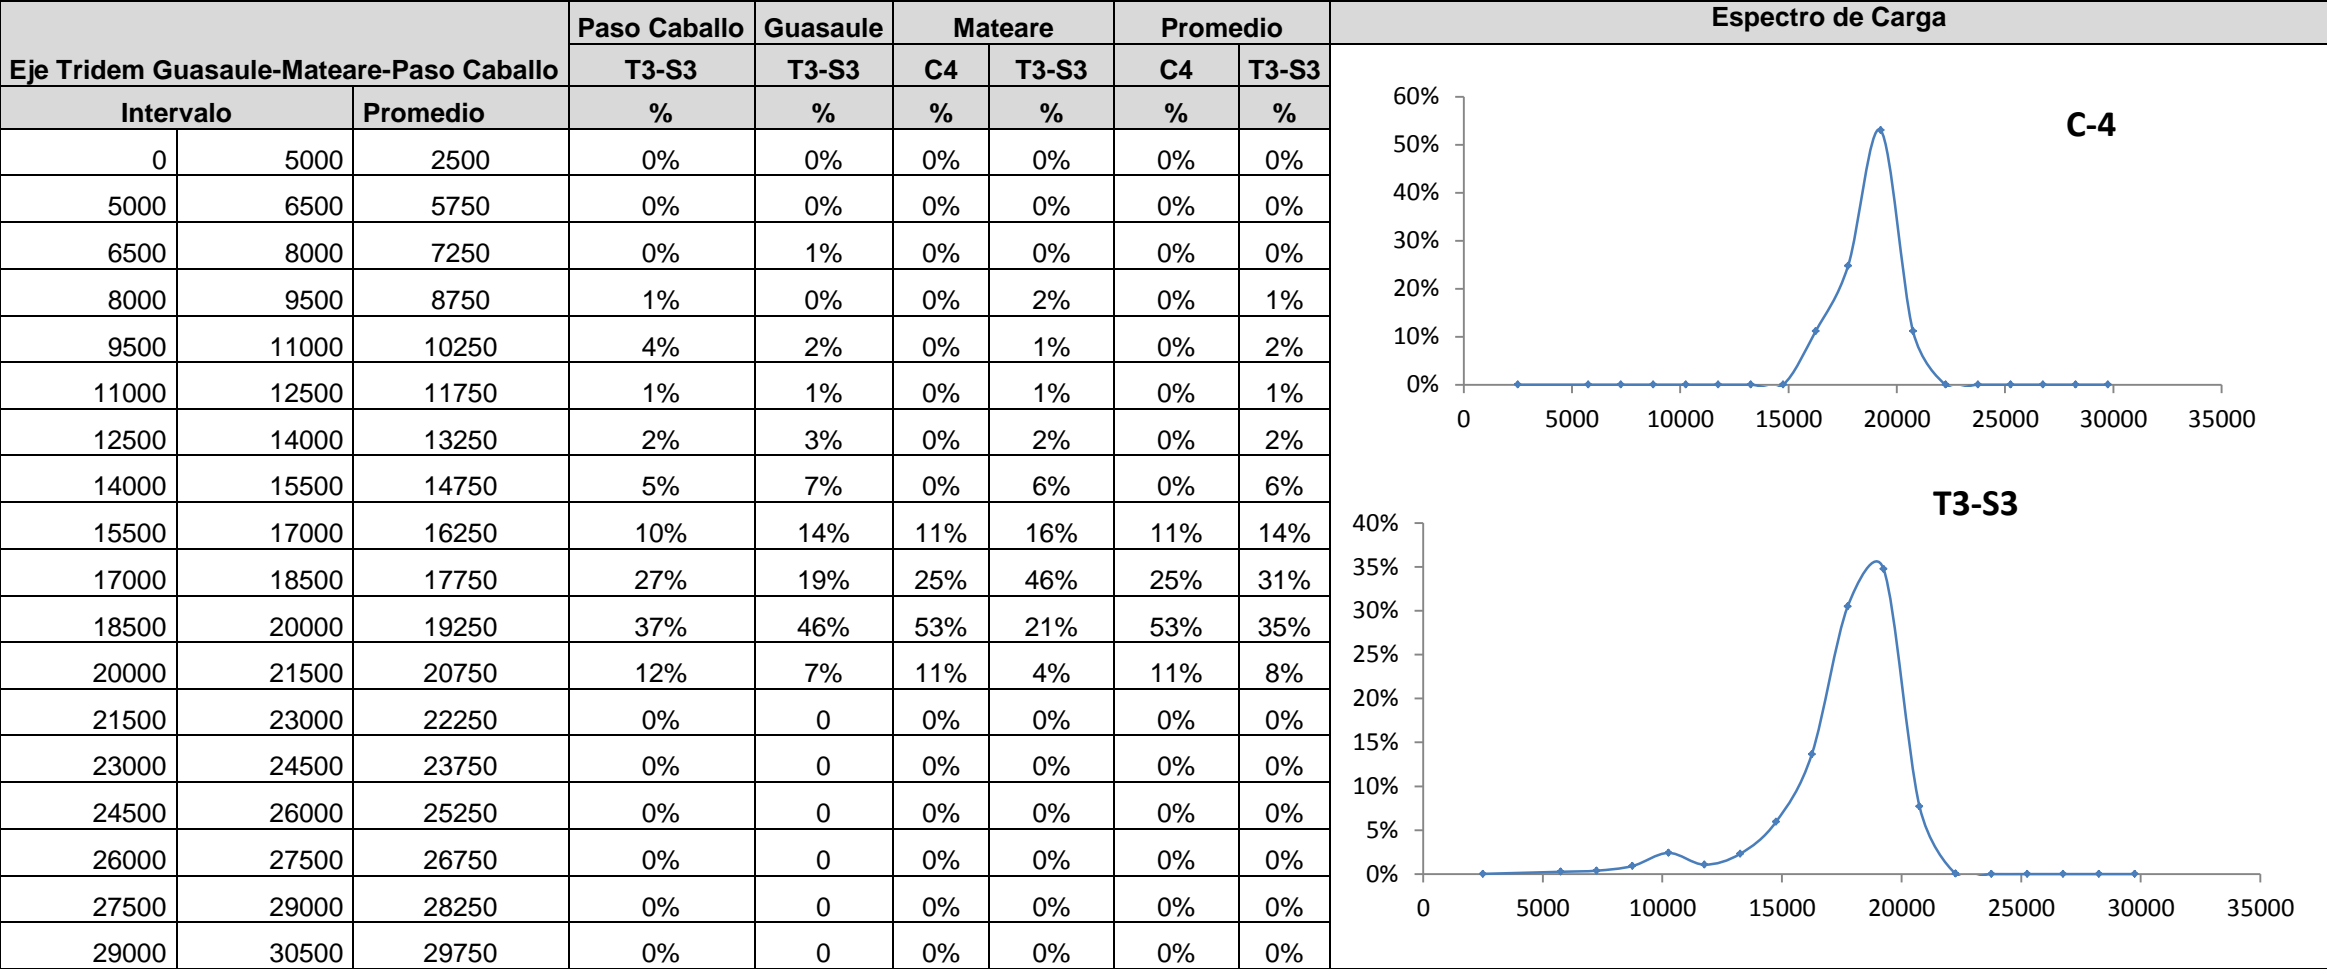 Paso Caballo Guasaule Mateare Promedio Espectro de Carga
Eje Tridem Guasaule-Mateare-Paso Caballo T3-S3 T3-S3 C4 T3-S3 C4 T3-S3
Intervalo Promedio % % % % % %
0 5000 2500 0% 0% 0% 0% 0% 0%
5000 6500 5750 0% 0% 0% 0% 0% 0%
6500 8000 7250 0% 1% 0% 0% 0% 0%
8000 9500 8750 1% 0% 0% 2% 0% 1%
9500 11000 10250 4% 2% 0% 1% 0% 2%
11000 12500 11750 1% 1% 0% 1% 0% 1%
12500 14000 13250 2% 3% 0% 2% 0% 2%
14000 15500 14750 5% 7% 0% 6% 0% 6%
15500 17000 16250 10% 14% 11% 16% 11% 14%
17000 18500 17750 27% 19% 25% 46% 25% 31%
18500 20000 19250 37% 46% 53% 21% 53% 35%
20000 21500 20750 12% 7% 11% 4% 11% 8%
21500 23000 22250 0% 0 0% 0% 0% 0%
23000 24500 23750 0% 0 0% 0% 0% 0%
24500 26000 25250 0% 0 0% 0% 0% 0%
26000 27500 26750 0% 0 0% 0% 0% 0%
27500 29000 28250 0% 0 0% 0% 0% 0%
29000 30500 29750 0% 0 0% 0% 0% 0%
C-4
60%
50%
40%
30%
20%
10%
0%
0 5000 10000 15000 20000 25000 30000 35000
T3-S3
40%
35%
30%
25%
20%
15%
10%
5%
0%
0 5000 10000 15000 20000 25000 30000 35000